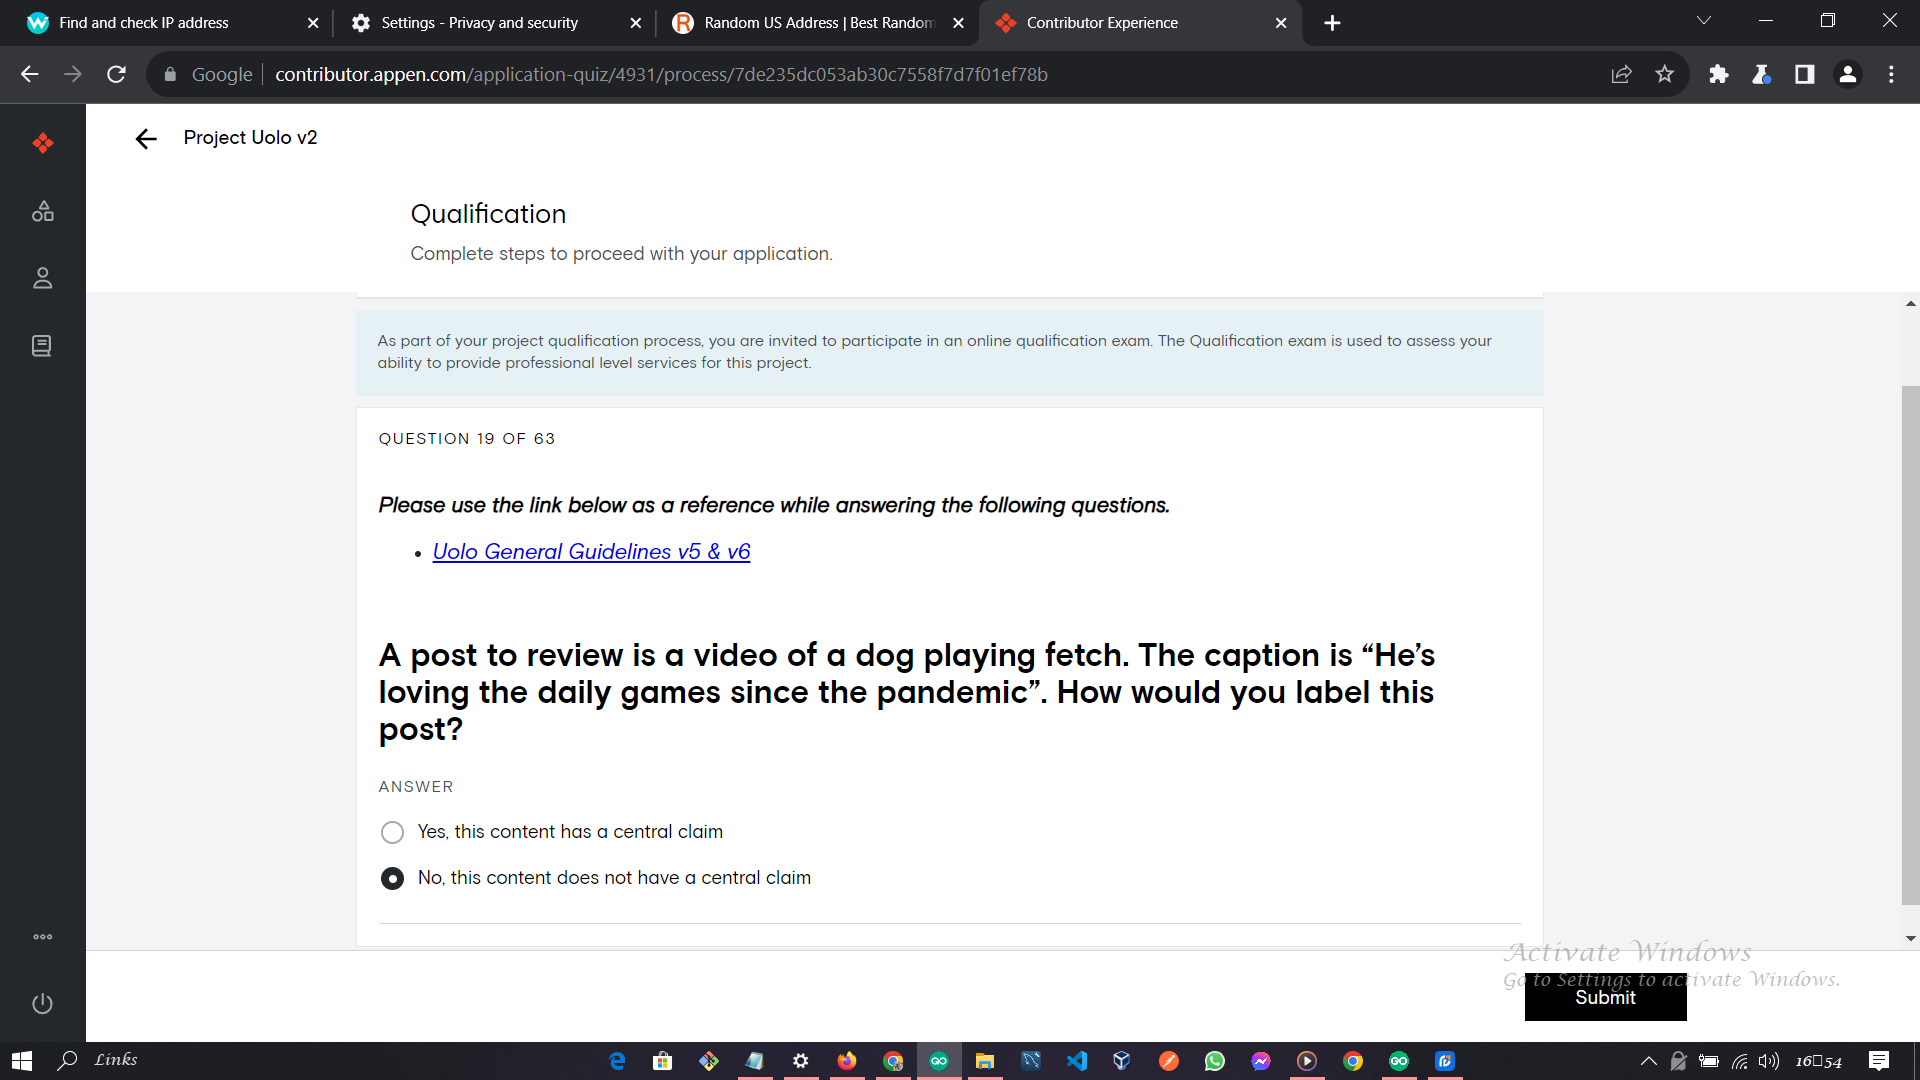 Find and check IP address
Settings - Privacy and security
Random US Address | Best Random
Contributor Experience
Google
contributor.appen.com/application-quiz/4931/process/7de235dc053ab30c7558f7d7f01ef78b
Project Uolo v2
Qualification
Complete steps to proceed with your application.
As part of your project qualification process, you are invited to participate in an online qualification exam. The Qualification exam is used to assess your
ability to provide professional level services for this project.
QUESTION 19 OF 63
Please use the link below as a reference while answering the following questions.
• Uolo General Guidelines v5 & v6
A post to review is a video of a dog playing fetch. The caption is “He’s
loving the daily games since the pandemic”. How would you label this
post?
ANSWER
Yes, this content has a central claim
No, this content does not have a central claim
Activate Windows
Go to Settings to activate Windows.
Submit
Links
16▯54